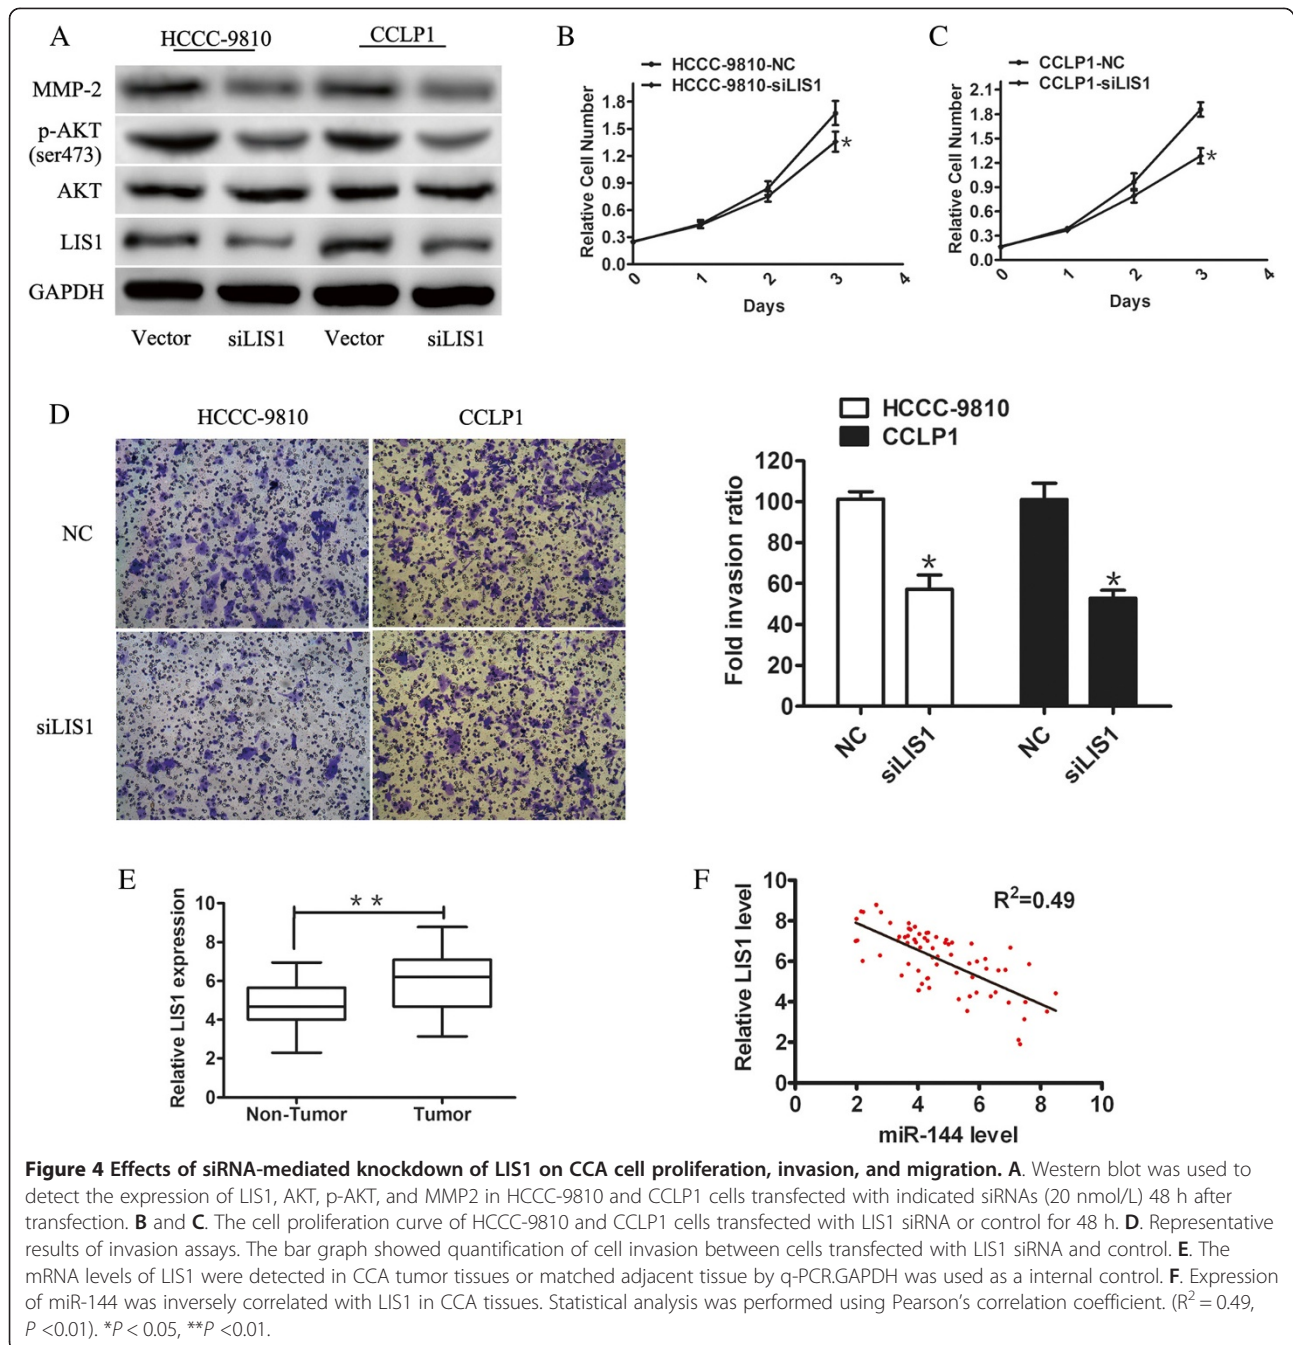 A
HCCC-9810 CCLP1
MMP-2
p-AKT
(ser473)
AKT
LIS1
GAPDH
Vector siLIS1 Vector siLIS1
B
HCCC-9810-NC
HCCC-9810-siLIS1
Relative Cell Number
1.8
1.5
1.2
0.9
0.6
0.3
0.0
*
0 1 2 3 4
Days
C
CCLP1-NC
CCLP1-siLIS1
Relative Cell Number
2.1
1.8
1.5
1.2
0.9
0.6
0.3
0.0
*
0 1 2 3 4
Days
D
HCCC-9810 CCLP1
NC
siLIS1
HCCC-9810
CCLP1
Fold invasion ratio
120
100
80
60
40
20
0
* *
NC siLIS1 NC siLIS1
E
Relative LIS1 expression
10
8
6
4
2
0
* *
Non-Tumor Tumor
F
Relative LIS1 level
10
8
6
4
2
0
R²=0.49
0 2 4 6 8 10
miR-144 level
Figure 4 Effects of siRNA-mediated knockdown of LIS1 on CCA cell proliferation, invasion, and migration. A. Western blot was used to
detect the expression of LIS1, AKT, p-AKT, and MMP2 in HCCC-9810 and CCLP1 cells transfected with indicated siRNAs (20 nmol/L) 48 h after
transfection. B and C. The cell proliferation curve of HCCC-9810 and CCLP1 cells transfected with LIS1 siRNA or control for 48 h. D. Representative
results of invasion assays. The bar graph showed quantification of cell invasion between cells transfected with LIS1 siRNA and control. E. The
mRNA levels of LIS1 were detected in CCA tumor tissues or matched adjacent tissue by q-PCR.GAPDH was used as a internal control. F. Expression
of miR-144 was inversely correlated with LIS1 in CCA tissues. Statistical analysis was performed using Pearson's correlation coefficient. (R² = 0.49,
P <0.01). *P < 0.05, **P <0.01.